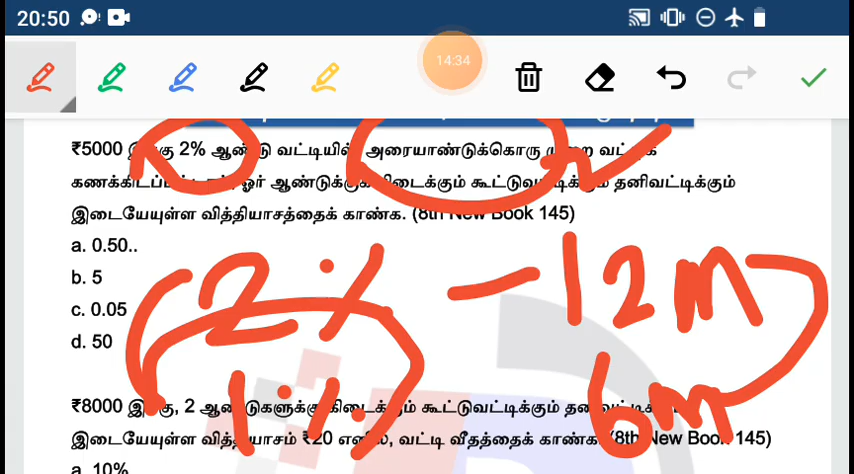 20:50
14:34
₹5000 இற்கு 2% ஆண்டு வட்டியில் அரையாண்டுக்கொரு முறை வட்டிக்
கணக்கிடப்பட்டால், ஓர் ஆண்டுக்குக் கிடைக்கும் கூட்டுவட்டிக்கும் தனிவட்டிக்கும்
இடையேயுள்ள வித்தியாசத்தைக் காண்க. (8th New Book 145)
a. 0.50..
b. 5
c. 0.05
d. 50
2% - 12m
1% 6m
₹8000 இற்கு, 2 ஆண்டுகளுக்கு கிடைக்கும் கூட்டுவட்டிக்கும்
இடையேயுள்ள வித்தியாசம் ₹20 எனில், வட்டி வீதத்தைக் காண்க. (8th New Book 145)
a. 10%